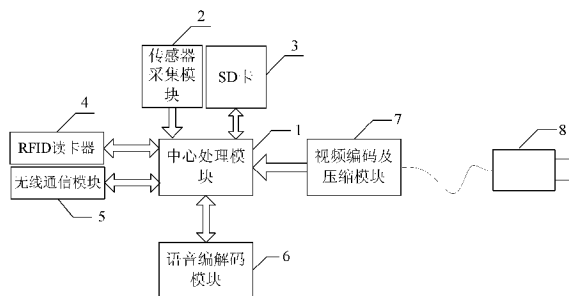 2
3
传感器
采集模
块
SD卡
4
1
7
8
RFID读卡器
中心处理模
块
视频编码及
压缩模块
无线通信模块
5
语音编解码
模块
6